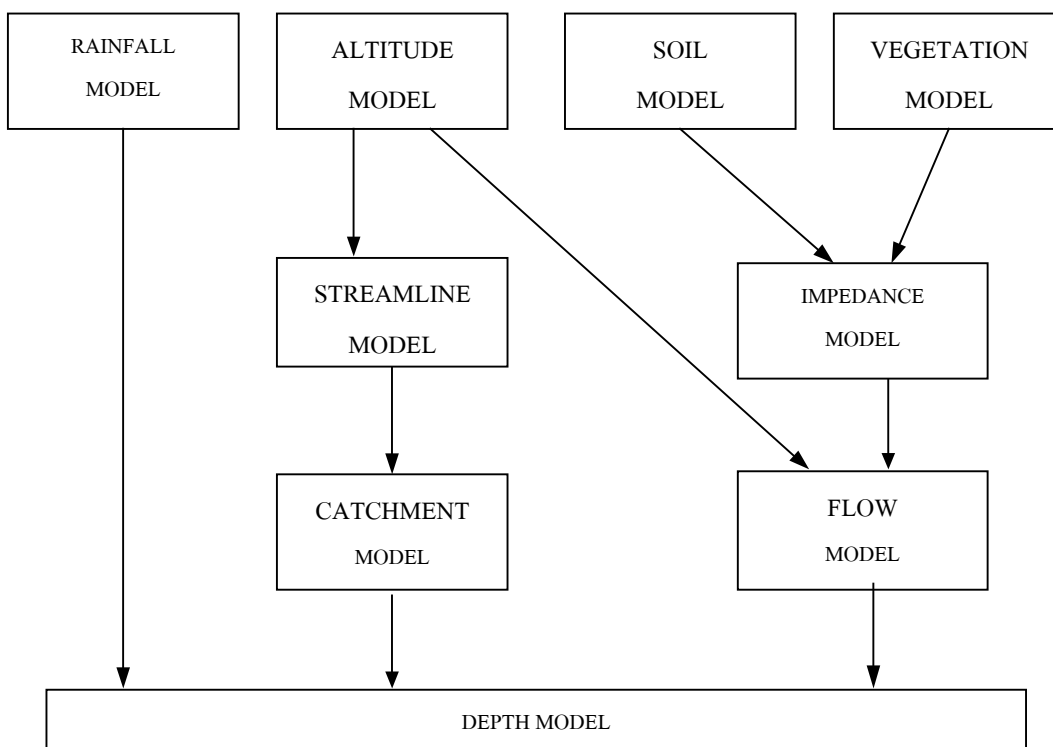 RAINFALL
MODEL
ALTITUDE
MODEL
SOIL
MODEL
VEGETATION
MODEL
STREAMLINE
MODEL
IMPEDANCE
MODEL
CATCHMENT
MODEL
FLOW
MODEL
DEPTH MODEL